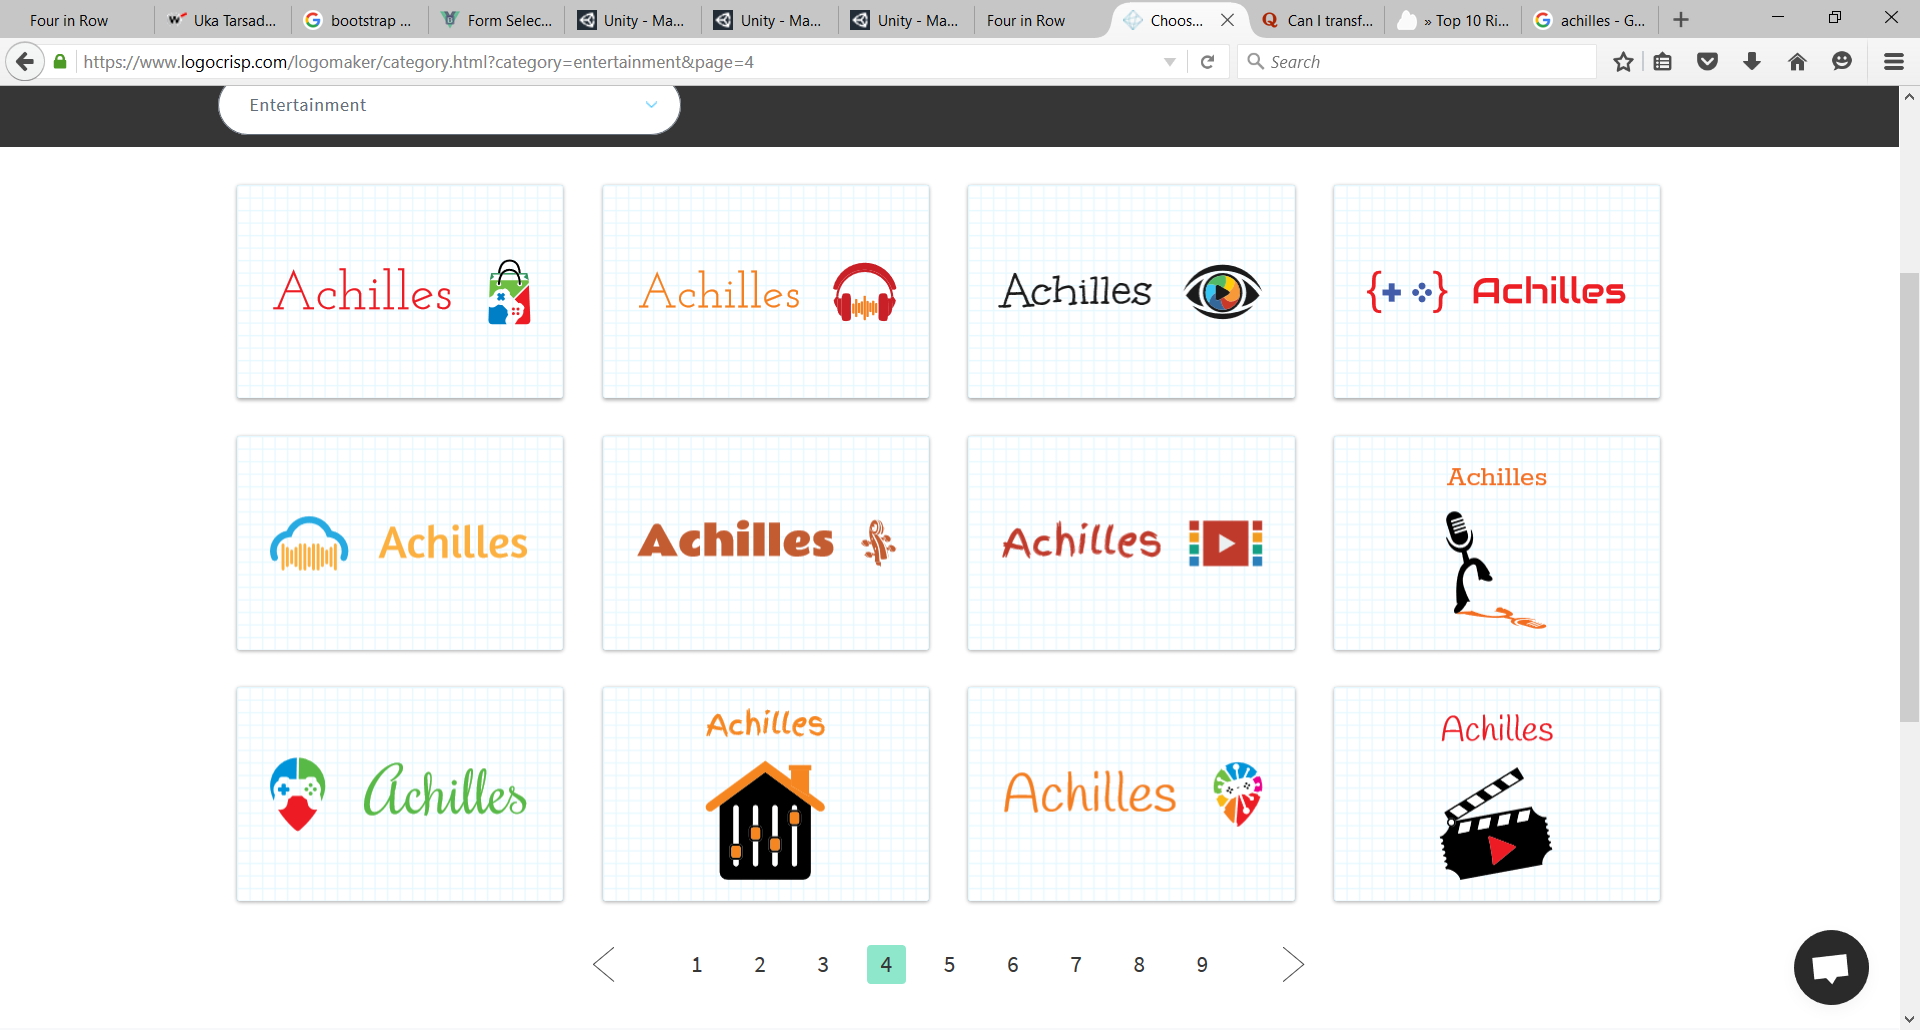 Four in Row
Uka Tarsad...
bootstrap ...
Form Selec...
Unity - Ma...
Unity - Ma...
Unity - Ma...
Four in Row
Choos...
Can I transf...
» Top 10 Ri...
achilles - G...
https://www.logocrisp.com/logomaker/category.html?category=entertainment&page=4
Search
Entertainment
Achilles
Achilles
Achilles
Achilles
Achilles
Achilles
Achilles
Achilles
Achilles
Achilles
Achilles
Achilles
1 2 3 4 5 6 7 8 9